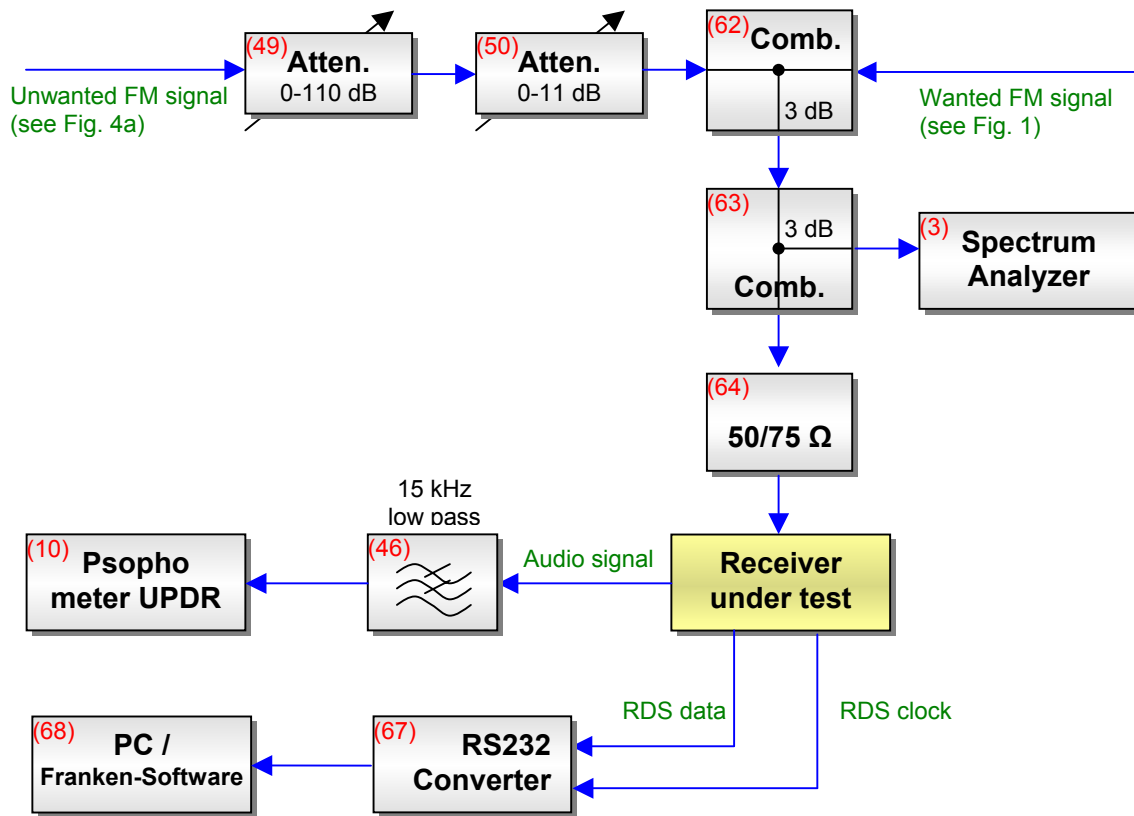 (49)
Atten.
0-110 dB
(50)
Atten.
0-11 dB
(62)
Comb.
3 dB
Unwanted FM signal
(see Fig. 4a)
Wanted FM signal
(see Fig. 1)
(63)
3 dB
Comb.
(3)
Spectrum
Analyzer
(64)
50/75 Ω
15 kHz
low pass
(10)
Psopho
meter UPDR
(46)
Audio signal
Receiver
under test
RDS data
RDS clock
(68)
PC /
Franken-Software
(67)
RS232
Converter